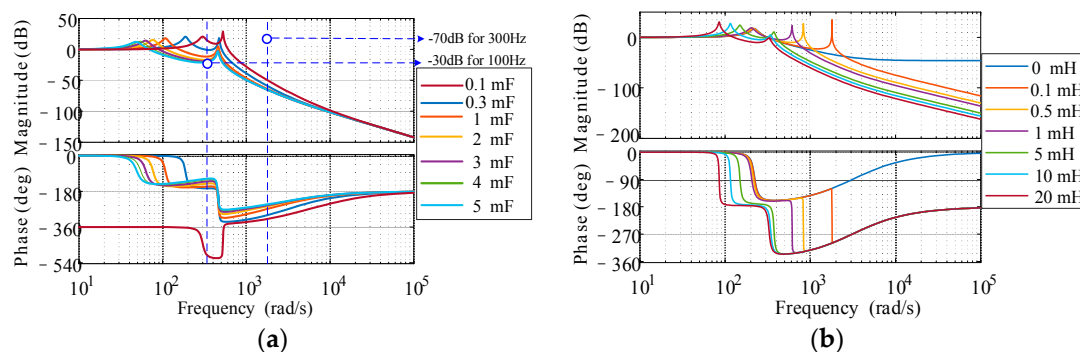 Magnitude (dB)
50
0
-50
-100
-150
-70dB for 300Hz
-30dB for 100Hz
0.1 mF
0.3 mF
1 mF
2 mF
3 mF
4 mF
5 mF
Phase (deg)
0
-180
-360
-540
10^1
10^2
10^3
10^4
10^5
Frequency (rad/s)
(a)
Magnitude (dB)
0
-100
-200
0 mH
0.1 mH
0.5 mH
1 mH
5 mH
10 mH
20 mH
Phase (deg)
0
-90
-180
-270
-360
10^1
10^2
10^3
10^4
10^5
Frequency (rad/s)
(b)